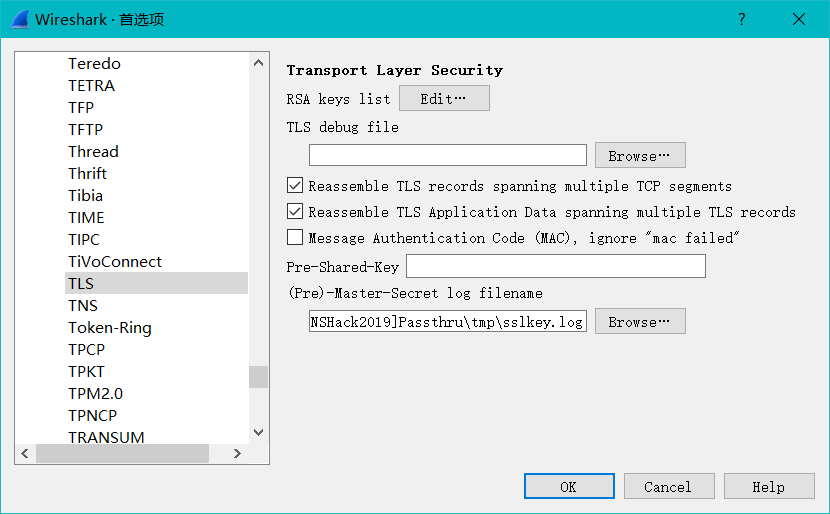 Wireshark · 首选项
?
Teredo
TETRA
TFP
TFTP
Thread
Thrift
Tibia
TIME
TIPC
TiVoConnect
TLS
TNS
Token-Ring
TPCP
TPKT
TPM2.0
TPNCP
TRANSUM
Transport Layer Security
RSA keys list Edit…
TLS debug file
Browse…
Reassemble TLS records spanning multiple TCP segments
Reassemble TLS Application Data spanning multiple TLS records
Message Authentication Code (MAC), ignore "mac failed"
Pre-Shared-Key
(Pre)-Master-Secret log filename
NSHack2019]Passthru\tmp\sslkey.log Browse…
OK Cancel Help